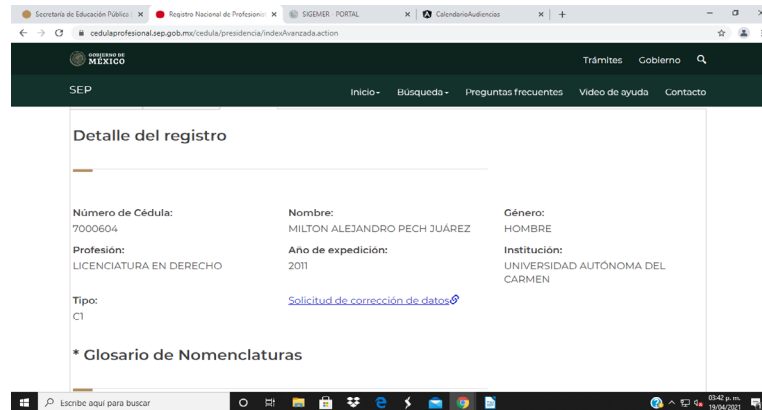 Secretaría de Educación Pública | Registro Nacional de Profesionis SIGEMER - PORTAL CalendarioAudiencias
cedulaprofesional.sep.gob.mx/cedula/presidencia/indexAvanzada.action
GOBIERNO DE MÉXICO Trámites Gobierno
SEP Inicio Búsqueda Preguntas frecuentes Video de ayuda Contacto
Detalle del registro
Número de Cédula: Nombre: Género:
7000604 MILTON ALEJANDRO PECH JUÁREZ HOMBRE
Profesión: Año de expedición: Institución:
LICENCIATURA EN DERECHO 2011 UNIVERSIDAD AUTÓNOMA DEL
CARMEN
Tipo: Solicitud de corrección de datos
C1
* Glosario de Nomenclaturas
Escribe aquí para buscar 03:42 p. m.
19/04/2021